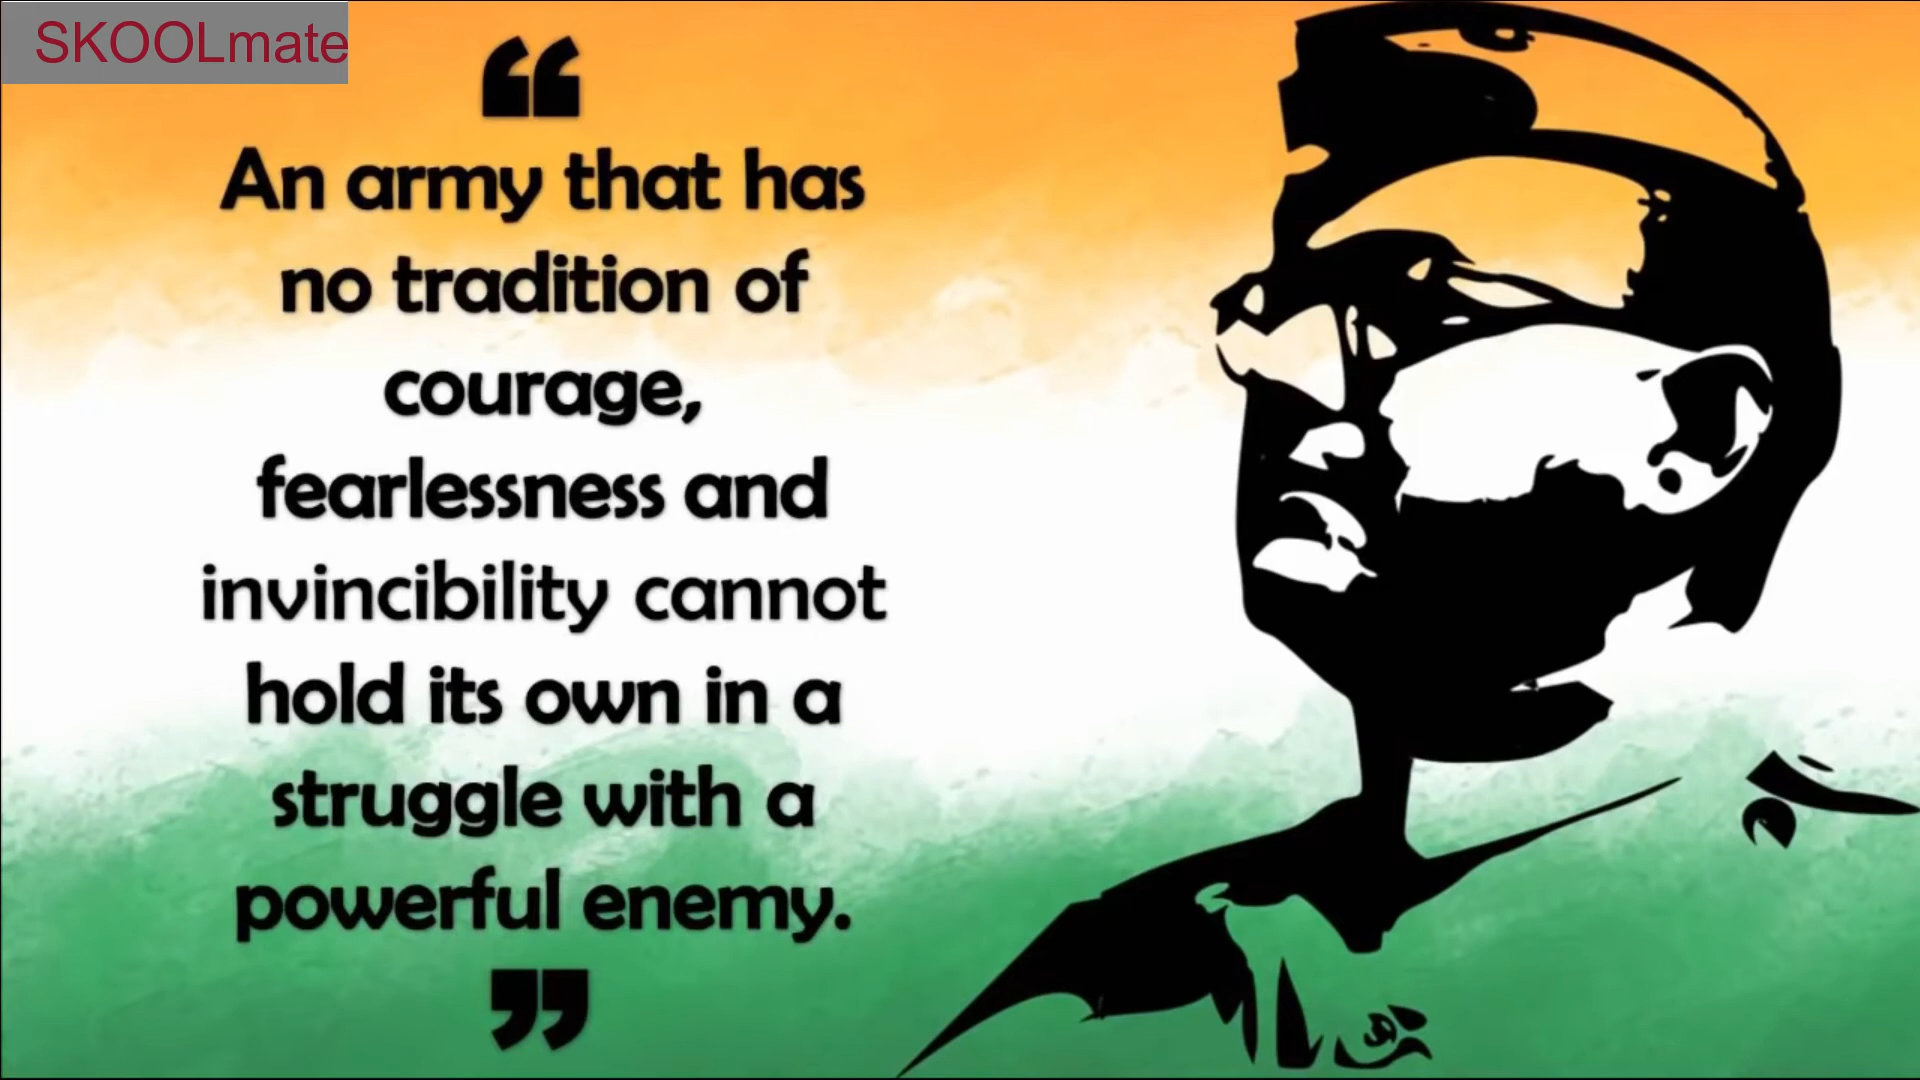 SKOOLmate
“
An army that has
no tradition of
courage,
fearlessness and
invincibility cannot
hold its own in a
struggle with a
powerful enemy.
”